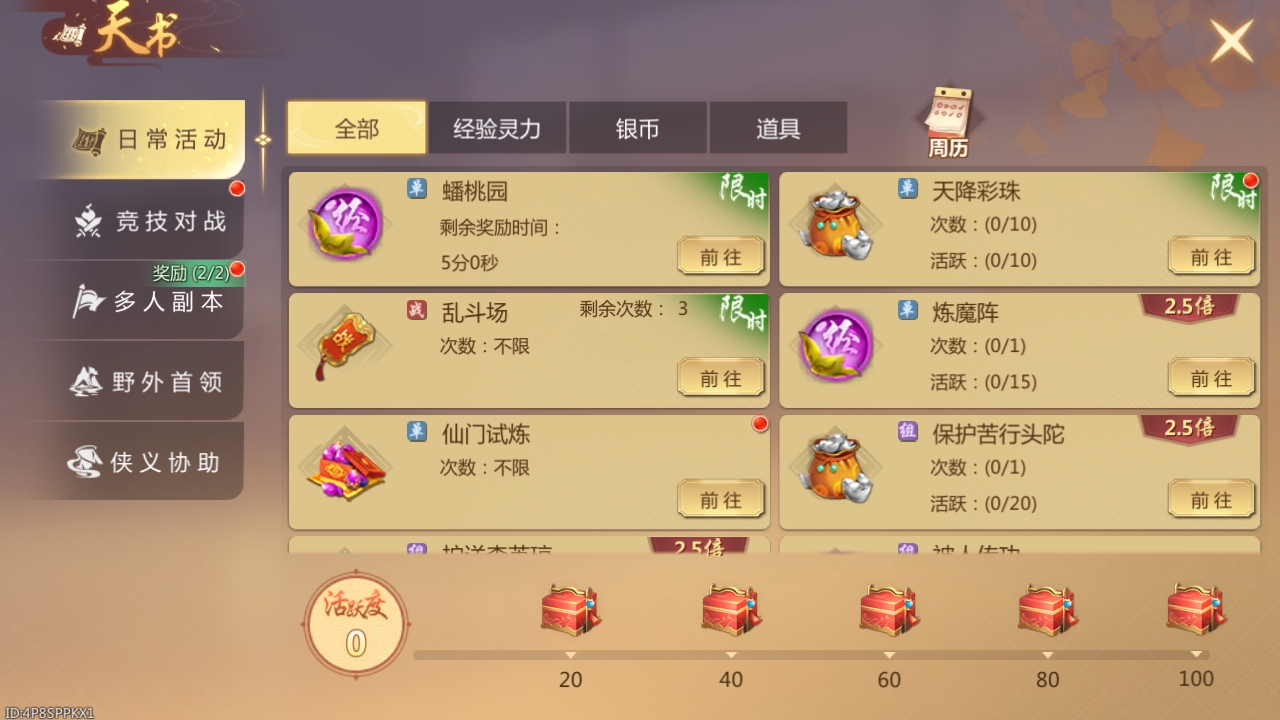 天书
日常活动
竞技对战
奖励 (2/2)
多人副本
野外首领
侠义协助
全部
经验灵力
银币
道具
周历
单 蟠桃园
限时
剩余奖励时间：
5分0秒
前往
单 天降彩珠
限时
次数：(0/10)
活跃：(0/10)
前往
战 乱斗场
剩余次数： 3
限时
次数：不限
前往
单 炼魔阵
2.5倍
次数：(0/1)
活跃：(0/15)
前往
单 仙门试炼
次数：不限
前往
组 保护苦行头陀
2.5倍
次数：(0/1)
活跃：(0/20)
前往
2.5倍
活跃度
0
20
40
60
80
100
ID:4P8SPPKX1